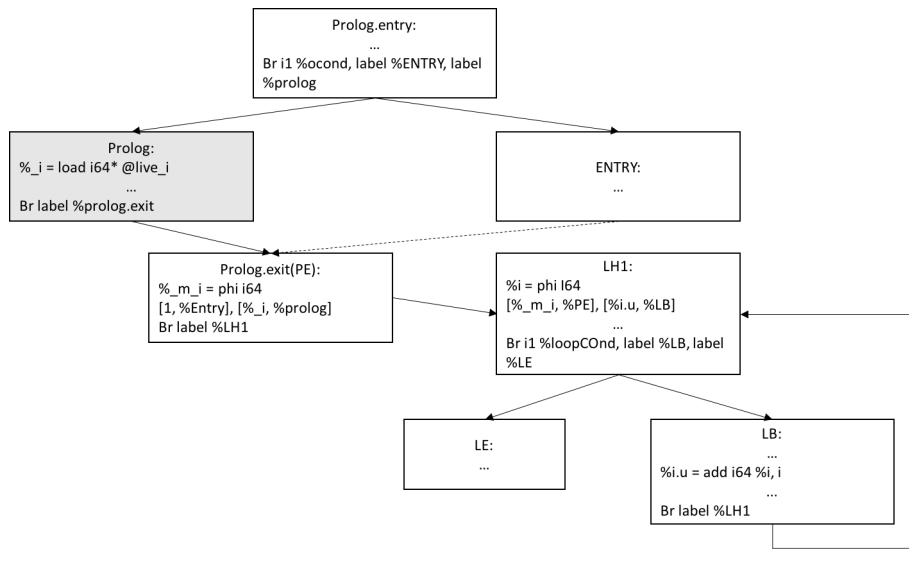 Prolog.entry:
...
Br i1 %ocond, label %ENTRY, label
%prolog
Prolog:
%_i = load i64* @live_i
...
Br label %prolog.exit
ENTRY:
...
Prolog.exit(PE):
%_m_i = phi i64
[1, %Entry], [%_i, %prolog]
Br label %LH1
LH1:
%i = phi I64
[%_m_i, %PE], [%i.u, %LB]
...
Br i1 %loopCOnd, label %LB, label
%LE
LE:
...
LB:
...
%i.u = add i64 %i, i
...
Br label %LH1